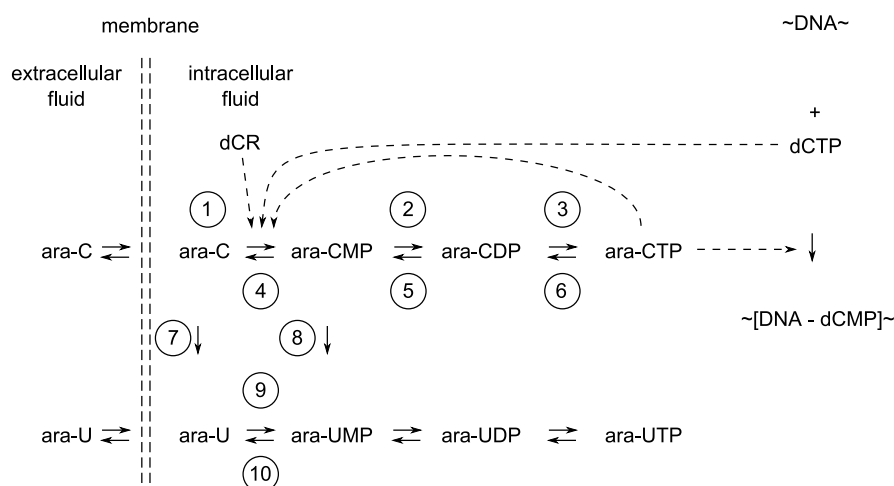 membrane
~DNA~
extracellular
fluid
intracellular
fluid
+
dCR
dCTP
1
2
3
ara-C
ara-C
ara-CMP
ara-CDP
ara-CTP
4
5
6
~[DNA - dCMP]~
7
8
9
ara-U
ara-U
ara-UMP
ara-UDP
ara-UTP
10